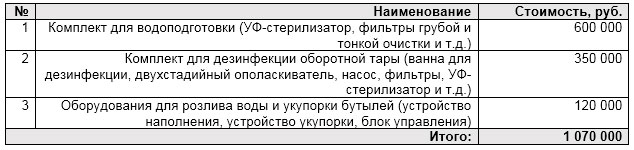 № Наименование Стоимость, руб.
1 Комплект для водоподготовки (УФ-стерилизатор, фильтры грубой и 600 000
тонкой очистки и т.д.)
2 Комплект для дезинфекции оборотной тары (ванна для 350 000
дезинфекции, двухстадийный ополаскиватель, насос, фильтры, УФ-
стерилизатор и т.д.)
3 Оборудования для розлива воды и укупорки бутылей (устройство 120 000
наполнения, устройство укупорки, блок управления)
Итого: 1 070 000